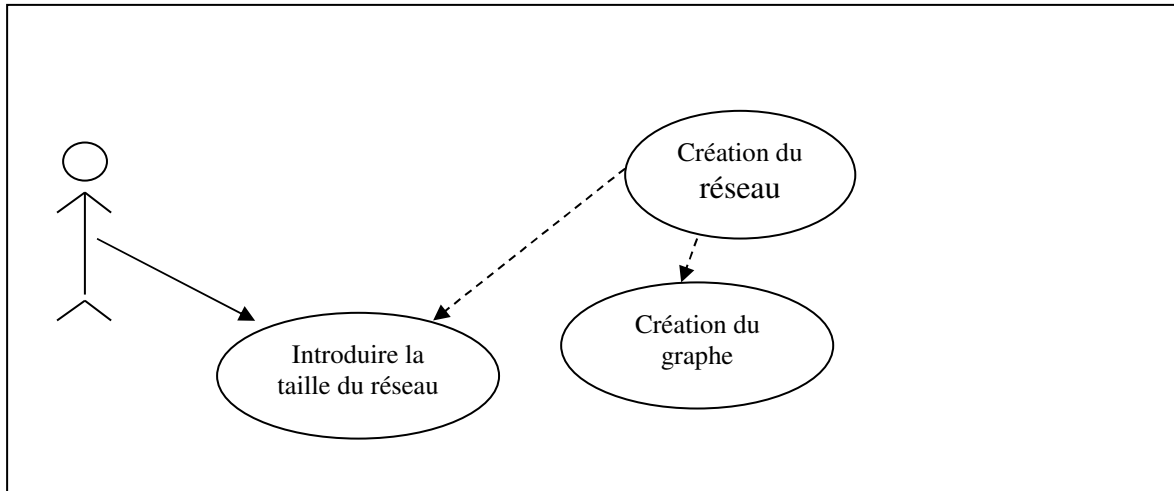 Création du
réseau
Création du
graphe
Introduire la
taille du réseau